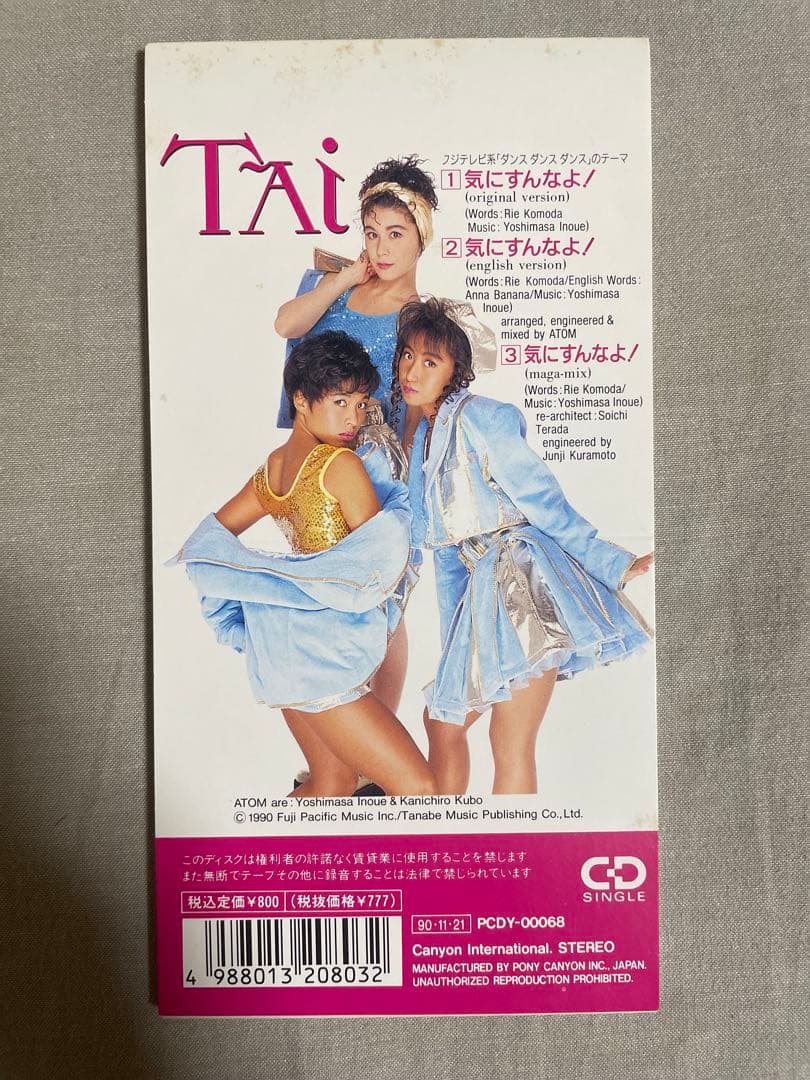 TAi
フジテレビ系「ダンス ダンス ダンス」のテーマ
1 気にすんなよ!
(original version)
(Words:Rie Komoda
Music:Yoshimasa Inoue)
2 気にすんなよ!
(english version)
(Words:Rie Komoda/English Words:
Anna Banana/Music:Yoshimasa
Inoue)
arranged, engineered &
mixed by ATOM
3 気にすんなよ!
(maga-mix)
(Words:Rie Komoda/
Music:Yoshimasa Inoue)
re-architect:Soichi
Terada
engineered by
Junji Kuramoto
ATOM are:Yoshimasa Inoue & Kanichiro Kubo
© 1990 Fuji Pacific Music Inc./Tanabe Music Publishing Co., Ltd.
このディスクは権利者の許諾なく賃貸業に使用することを禁じます
また無断でテープその他に録音することは法律で禁じられています
CD
SINGLE
税込定価¥800 (税抜価格¥777)
4 988013 208032
90·11·21 PCDY-00068
Canyon International. STEREO
MANUFACTURED BY PONY CANYON INC., JAPAN.
UNAUTHORIZED REPRODUCTION PROHIBITED.